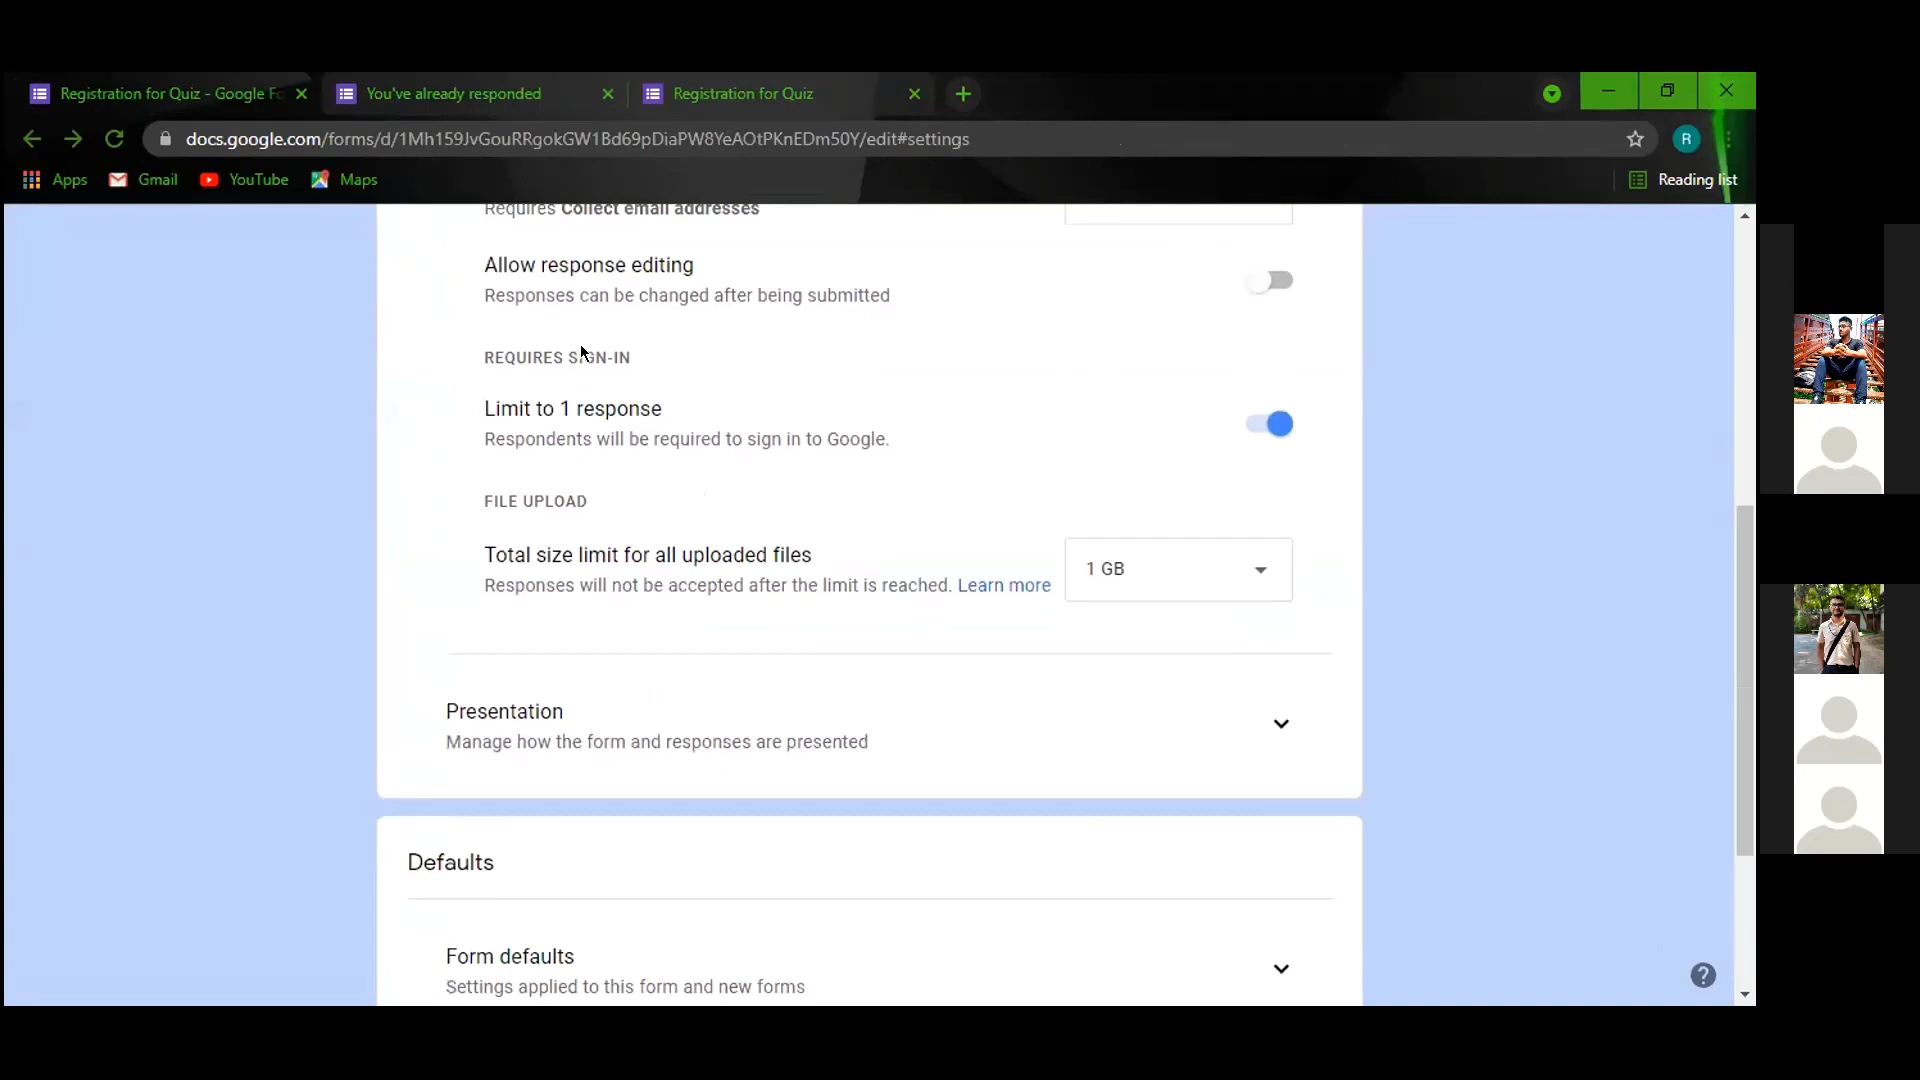 Registration for Quiz - Google Fo
You've already responded
Registration for Quiz
docs.google.com/forms/d/1Mh159JvGouRRgokGW1Bd69pDiaPW8YeAOtPKnEDm50Y/edit#settings
R
Apps
Gmail
YouTube
Maps
Reading list
Requires Collect email addresses
Allow response editing
Responses can be changed after being submitted
REQUIRES SIGN-IN
Limit to 1 response
Respondents will be required to sign in to Google.
FILE UPLOAD
Total size limit for all uploaded files
Responses will not be accepted after the limit is reached. Learn more
1 GB
Presentation
Manage how the form and responses are presented
Defaults
Form defaults
Settings applied to this form and new forms